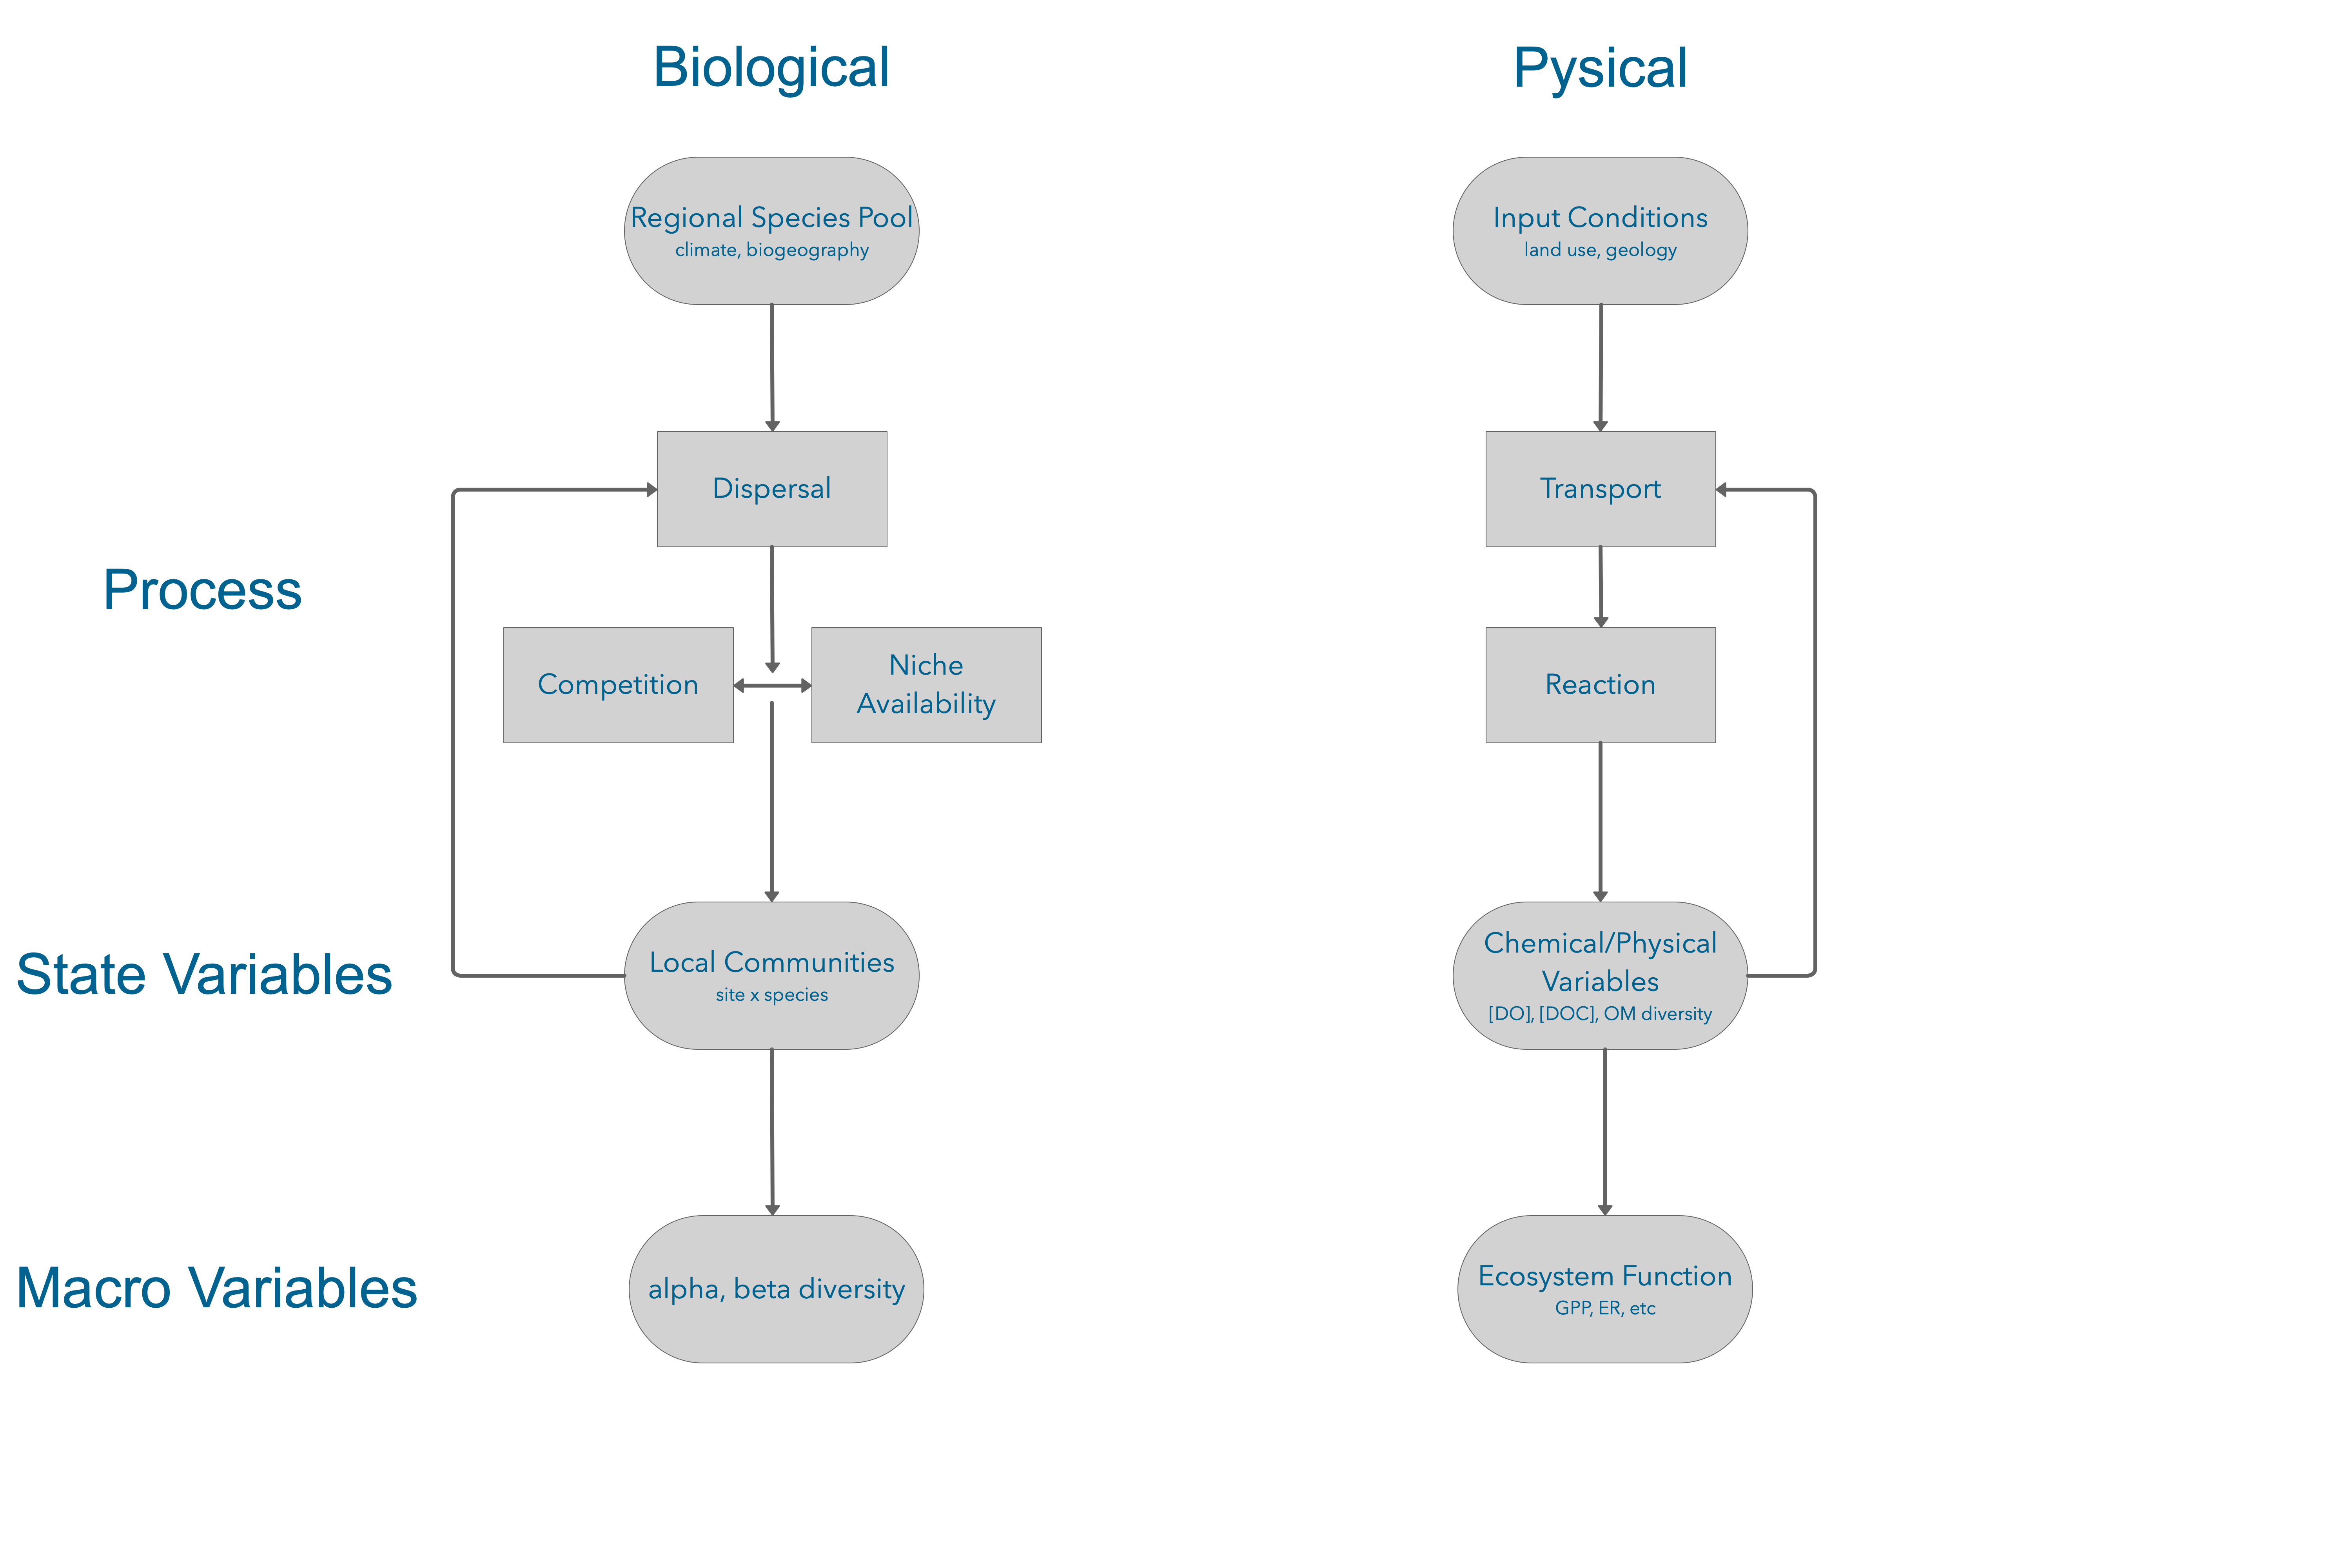 Biological
Pysical
Regional Species Pool
climate, biogeography
Input Conditions
land use, geology
Dispersal
Transport
Process
Competition
Niche
Availability
Reaction
State Variables
Local Communities
site x species
Chemical/Physical
Variables
[DO], [DOC], OM diversity
Macro Variables
alpha, beta diversity
Ecosystem Function
GPP, ER, etc